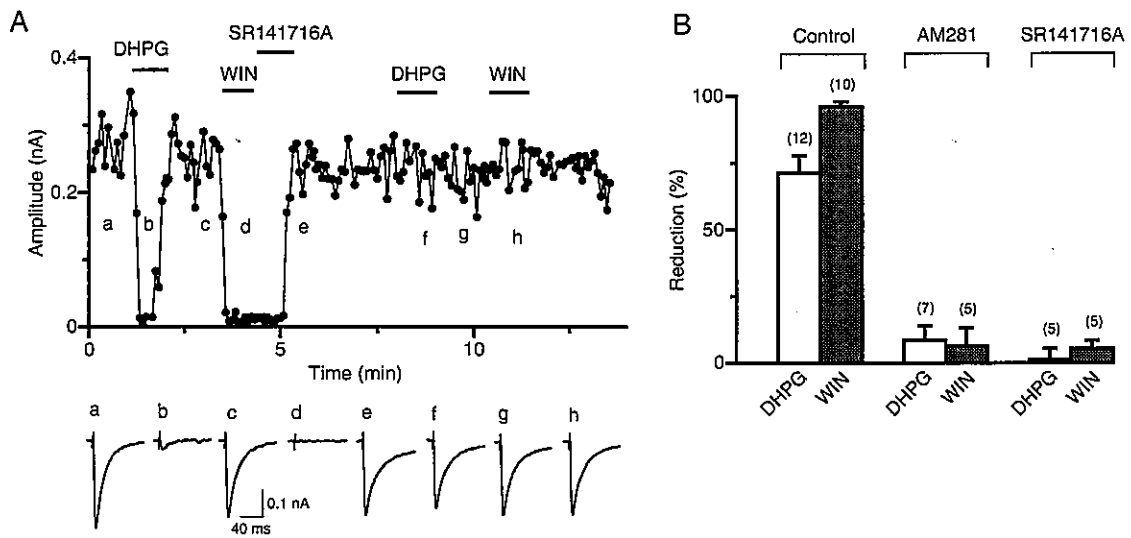 A
SR141716A
DHPG
WIN
DHPG
WIN
0.4
0.2
0
Amplitude (nA)
a
b
c
d
e
f
g
h
0
5
10
Time (min)
a
b
c
d
e
f
g
h
0.1 nA
40 ms
B
Control
AM281
SR141716A
100
50
0
Reduction (%)
(12)
(10)
(7)
(5)
(5)
(5)
DHPG
WIN
DHPG
WIN
DHPG
WIN